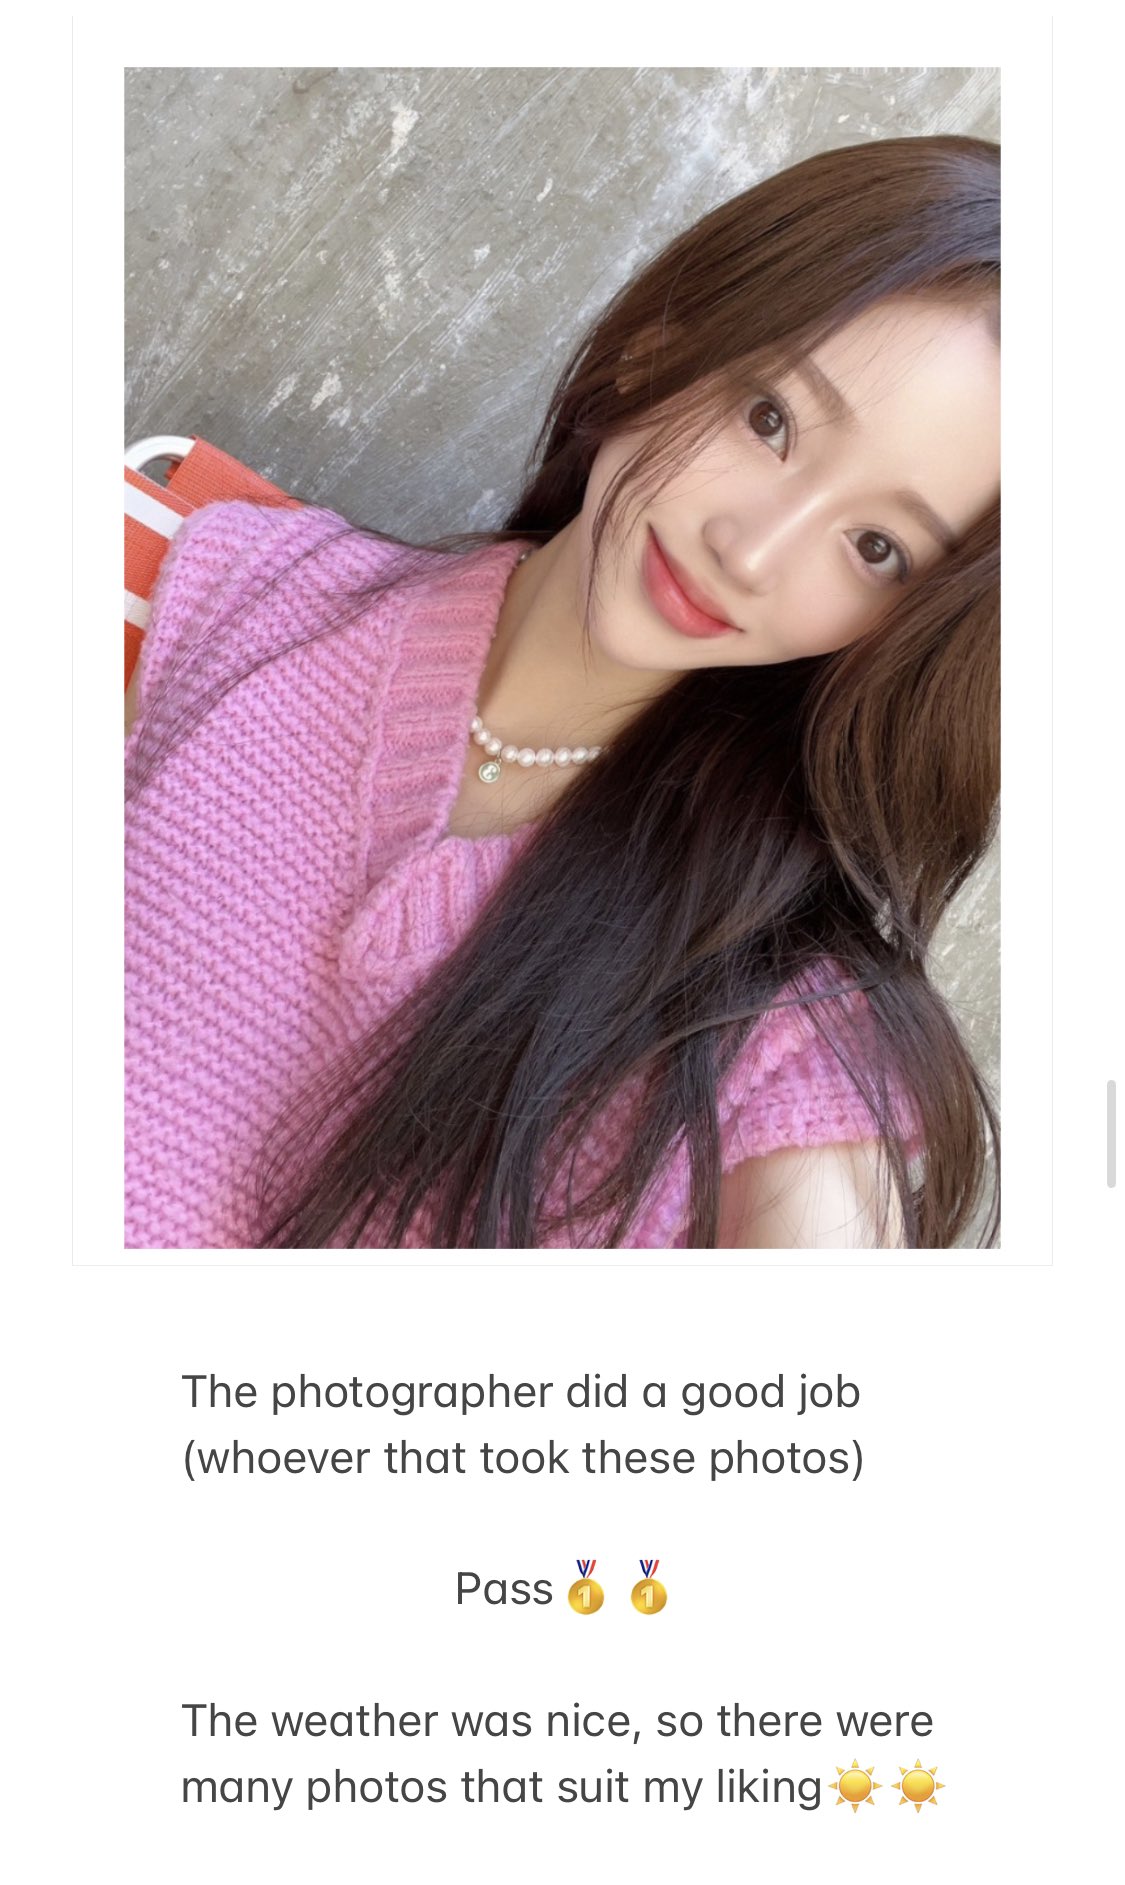 The photographer did a good job
(whoever that took these photos)
Pass🥇🥇
The weather was nice, so there were
many photos that suit my liking☀️☀️